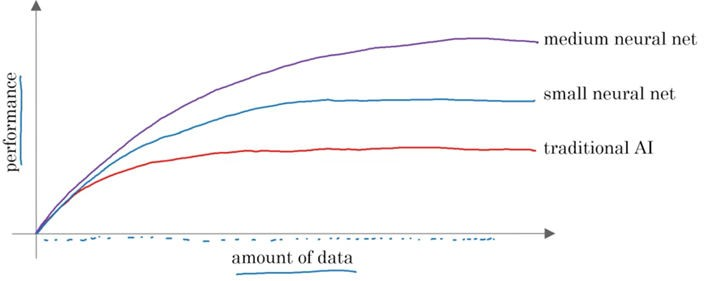 medium neural net
small neural net
performance
traditional AI
amount of data